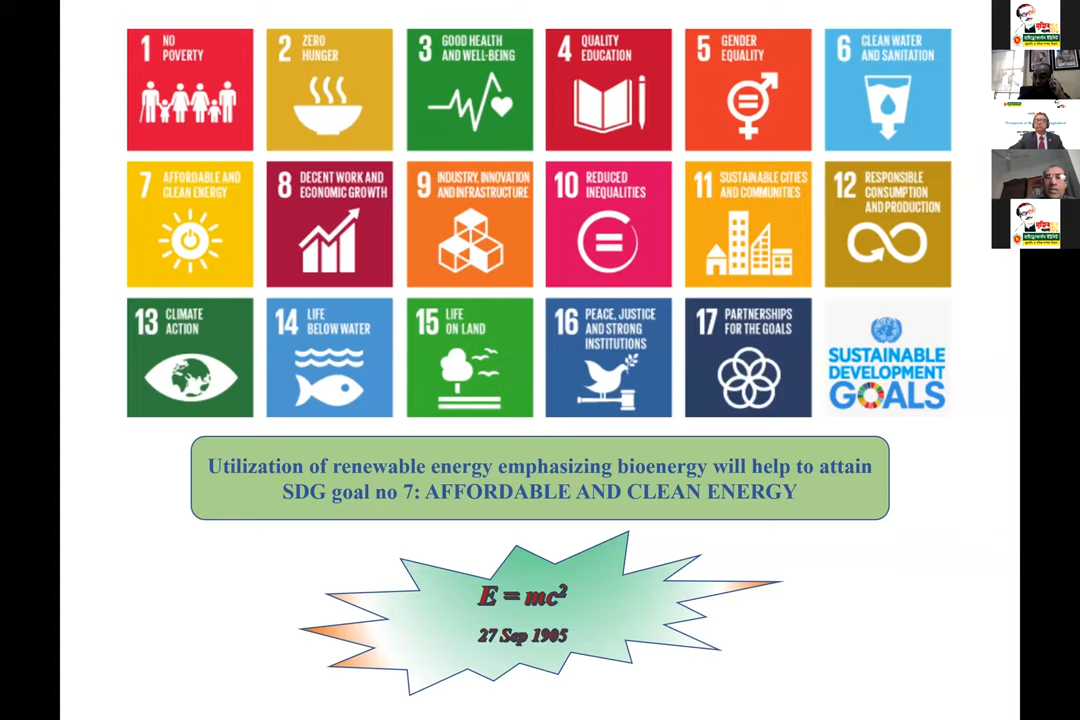 1 NO
POVERTY
2 ZERO
HUNGER
3 GOOD HEALTH
AND WELL-BEING
4 QUALITY
EDUCATION
5 GENDER
EQUALITY
6 CLEAN WATER
AND SANITATION
7 AFFORDABLE AND
CLEAN ENERGY
8 DECENT WORK AND
ECONOMIC GROWTH
9 INDUSTRY, INNOVATION
AND INFRASTRUCTURE
10 REDUCED
INEQUALITIES
11 SUSTAINABLE CITIES
AND COMMUNITIES
12 RESPONSIBLE
CONSUMPTION
AND PRODUCTION
13 CLIMATE
ACTION
14 LIFE
BELOW WATER
15 LIFE
ON LAND
16 PEACE, JUSTICE
AND STRONG
INSTITUTIONS
17 PARTNERSHIPS
FOR THE GOALS
SUSTAINABLE
DEVELOPMENT
GOALS
Utilization of renewable energy emphasizing bioenergy will help to attain
SDG goal no 7: AFFORDABLE AND CLEAN ENERGY
E = mc²
27 Sep 1905